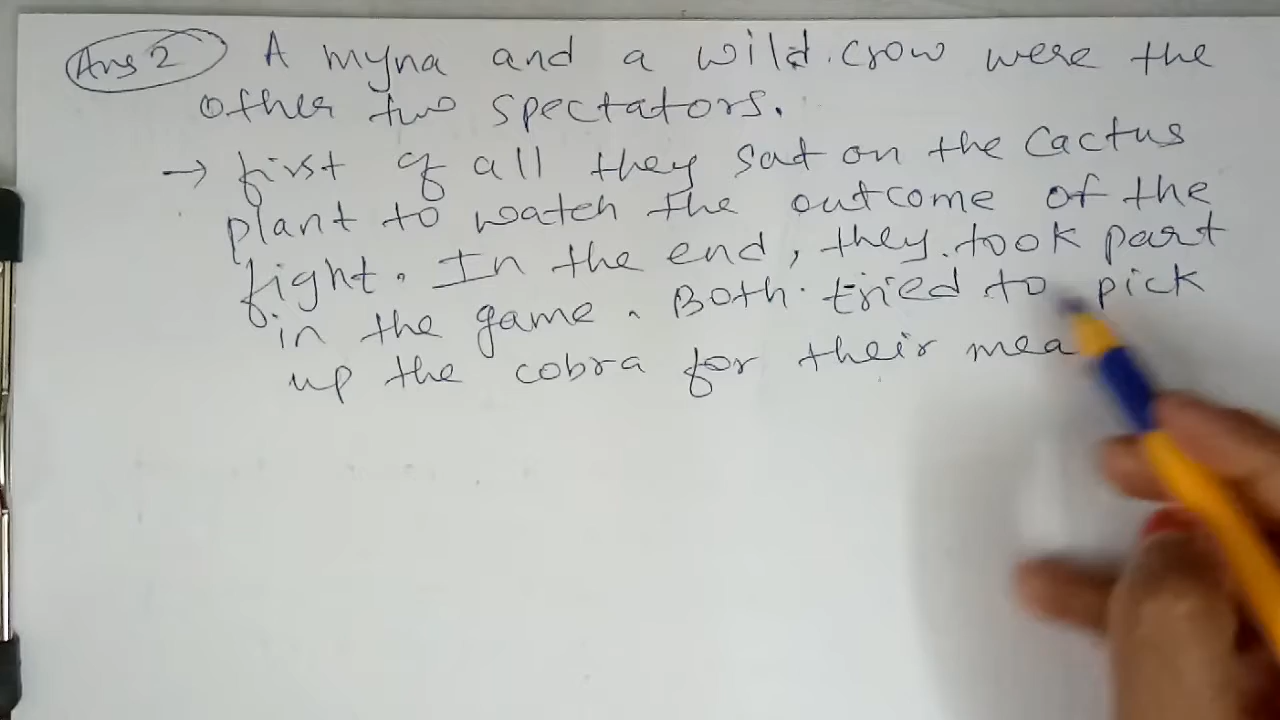 Ans 2 A myna and a wild crow were the
other two spectators.
→ first of all they sat on the cactus
plant to watch the outcome of the
fight. In the end, they took part
in the game. Both tried to pick
up the cobra for their mea